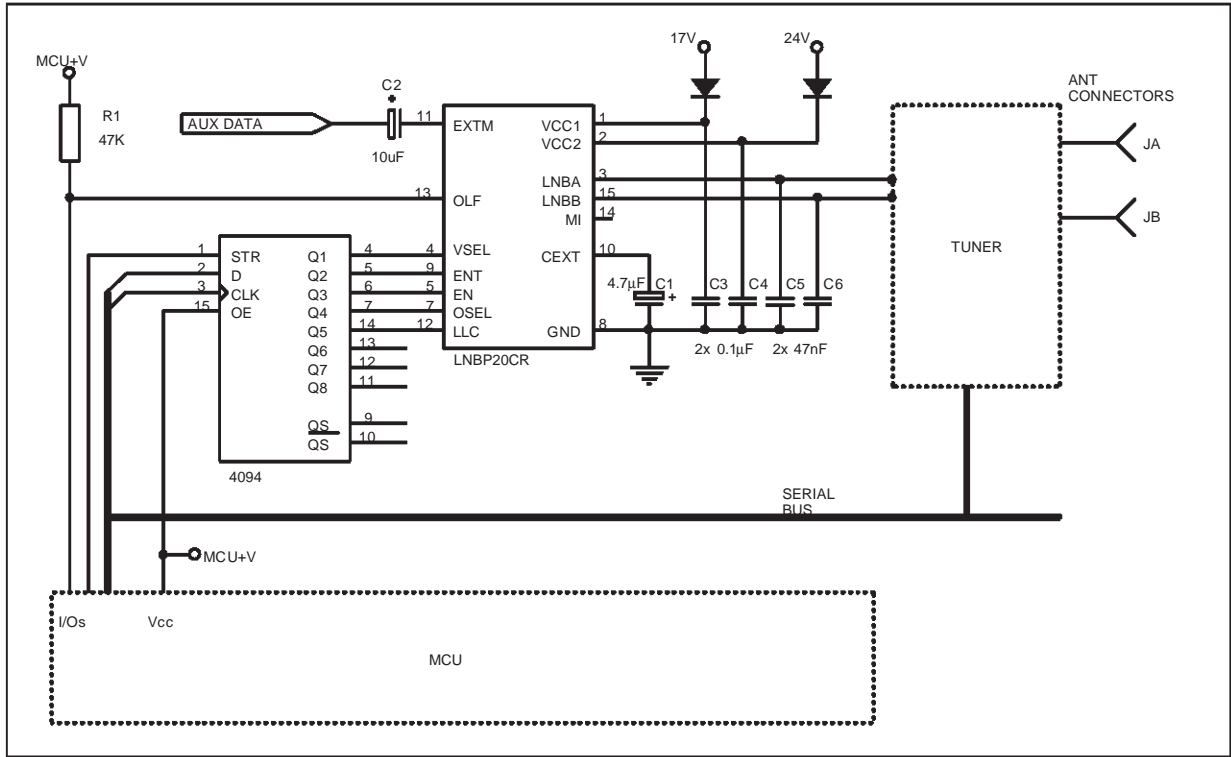 17V
24V
MCU+V
C2
+
R1
47K
AUX DATA
10uF
11
EXTM
VCC1
1
VCC2
2
LNBA
3
LNBB
15
MI
14
13
OLF
CEXT
10
VSEL
ENT
EN
OSEL
LLC
GND
8
LNBP20CR
4
9
5
7
12
1
STR
2
D
3
CLK
15
OE
Q1
4
Q2
5
Q3
6
Q4
7
Q5
14
Q6
13
Q7
12
Q8
11
QS
9
QS
10
4094
4.7µF
C1
+
C3
C4
C5
C6
2x 0.1µF
2x 47nF
ANT
CONNECTORS
JA
JB
TUNER
SERIAL
BUS
MCU+V
I/Os
Vcc
MCU